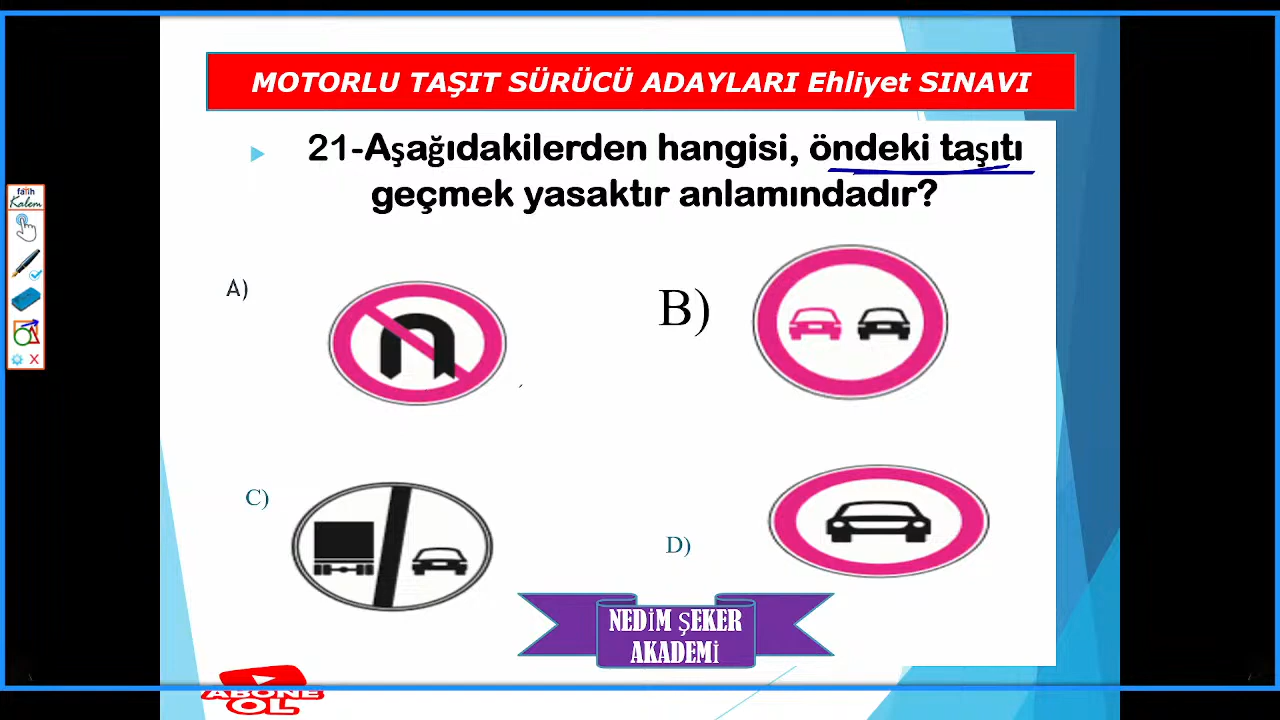 MOTORLU TAŞIT SÜRÜCÜ ADAYLARI Ehliyet SINAVI
21-Aşağıdakilerden hangisi, öndeki taşıtı
geçmek yasaktır anlamındadır?
A)
B)
C)
D)
NEDİM ŞEKER
AKADEMİ
fatih
Kalem
ABONE
OL